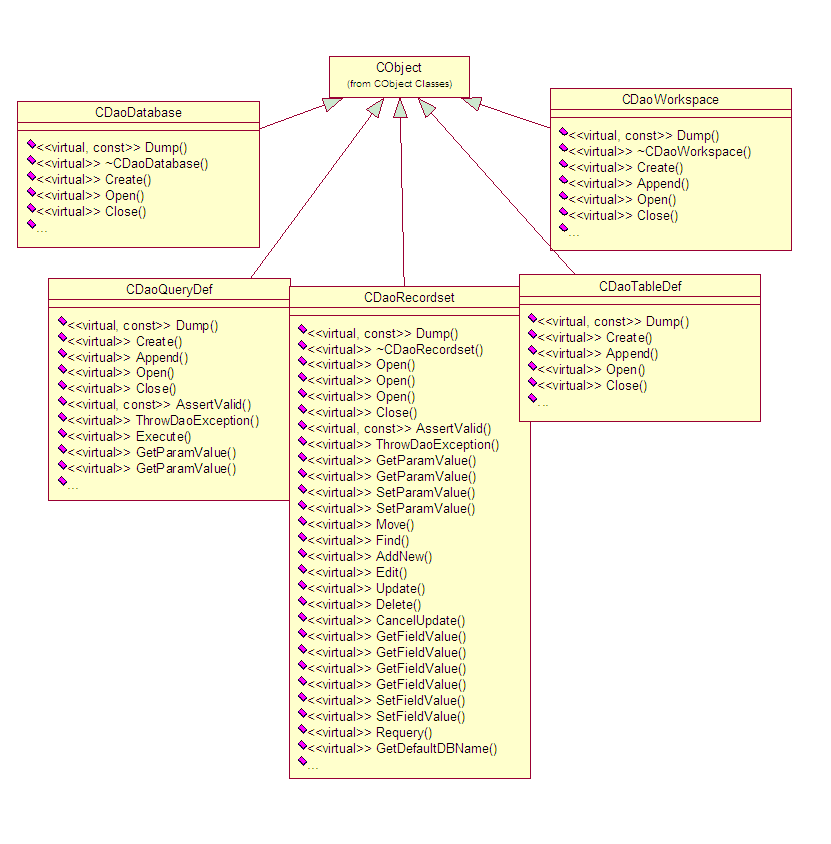 CObject
(from CObject Classes)
CDaoDatabase
<<virtual, const>> Dump()
<<virtual>> ~CDaoDatabase()
<<virtual>> Create()
<<virtual>> Open()
<<virtual>> Close()
...
CDaoWorkspace
<<virtual, const>> Dump()
<<virtual>> ~CDaoWorkspace()
<<virtual>> Create()
<<virtual>> Append()
<<virtual>> Open()
<<virtual>> Close()
...
CDaoQueryDef
<<virtual, const>> Dump()
<<virtual>> Create()
<<virtual>> Append()
<<virtual>> Open()
<<virtual>> Close()
<<virtual, const>> AssertValid()
<<virtual>> ThrowDaoException()
<<virtual>> Execute()
<<virtual>> GetParamValue()
<<virtual>> GetParamValue()
...
CDaoRecordset
<<virtual, const>> Dump()
<<virtual>> ~CDaoRecordset()
<<virtual>> Open()
<<virtual>> Open()
<<virtual>> Open()
<<virtual>> Close()
<<virtual, const>> AssertValid()
<<virtual>> ThrowDaoException()
<<virtual>> GetParamValue()
<<virtual>> GetParamValue()
<<virtual>> SetParamValue()
<<virtual>> SetParamValue()
<<virtual>> Move()
<<virtual>> Find()
<<virtual>> AddNew()
<<virtual>> Edit()
<<virtual>> Update()
<<virtual>> Delete()
<<virtual>> CancelUpdate()
<<virtual>> GetFieldValue()
<<virtual>> GetFieldValue()
<<virtual>> GetFieldValue()
<<virtual>> GetFieldValue()
<<virtual>> SetFieldValue()
<<virtual>> SetFieldValue()
<<virtual>> Requery()
<<virtual>> GetDefaultDBName()
...
CDaoTableDef
<<virtual, const>> Dump()
<<virtual>> Create()
<<virtual>> Append()
<<virtual>> Open()
<<virtual>> Close()
...